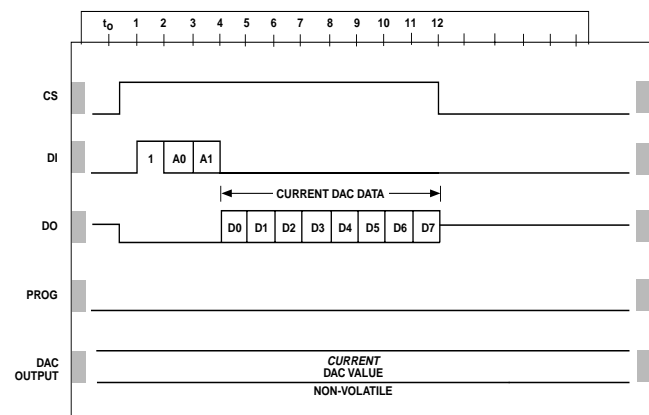 to 1 2 3 4 5 6 7 8 9 10 11 12
CS
DI 1 A0 A1
CURRENT DAC DATA
DO D0 D1 D2 D3 D4 D5 D6 D7
PROG
DAC
OUTPUT
CURRENT
DAC VALUE
NON-VOLATILE